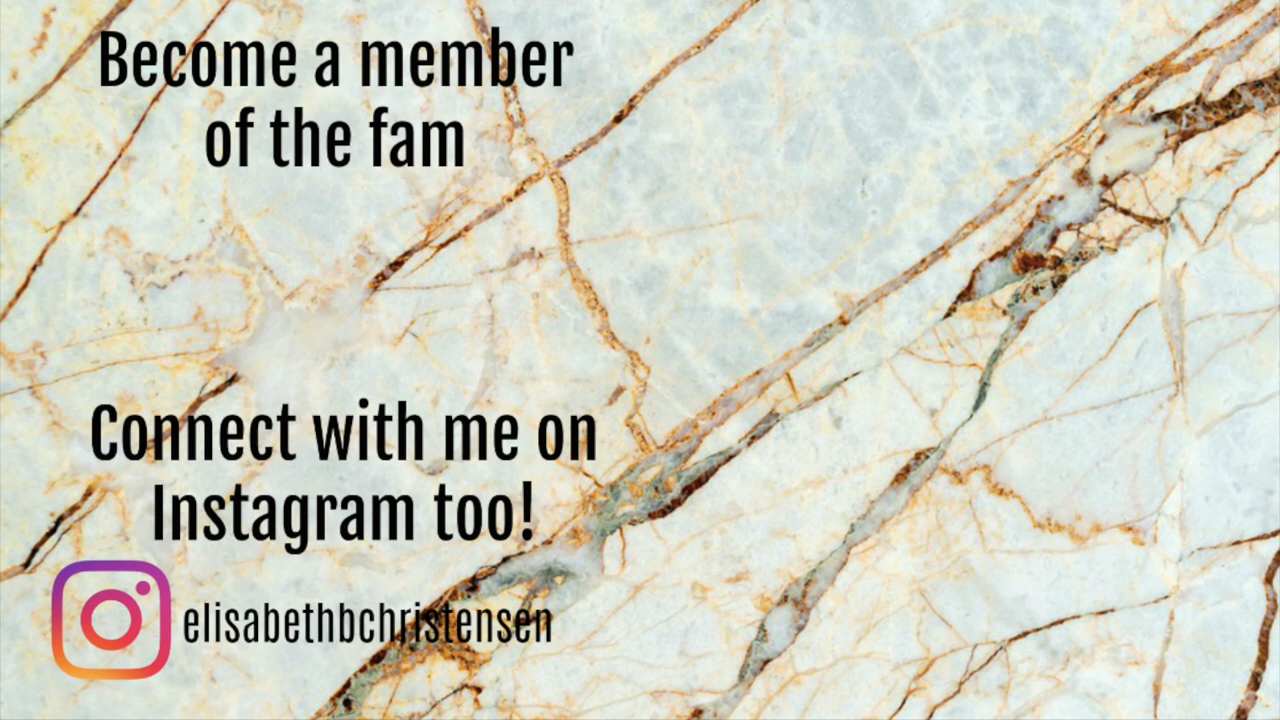 Become a member
of the fam
Connect with me on
Instagram too!
elisabethbchristensen